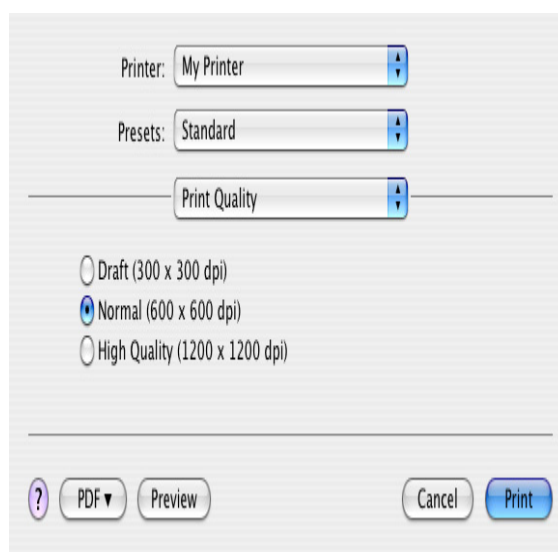 Printer: My Printer
Presets: Standard
Print Quality
Draft (300 x 300 dpi)
Normal (600 x 600 dpi)
High Quality (1200 x 1200 dpi)
? PDF▼ Preview Cancel Print